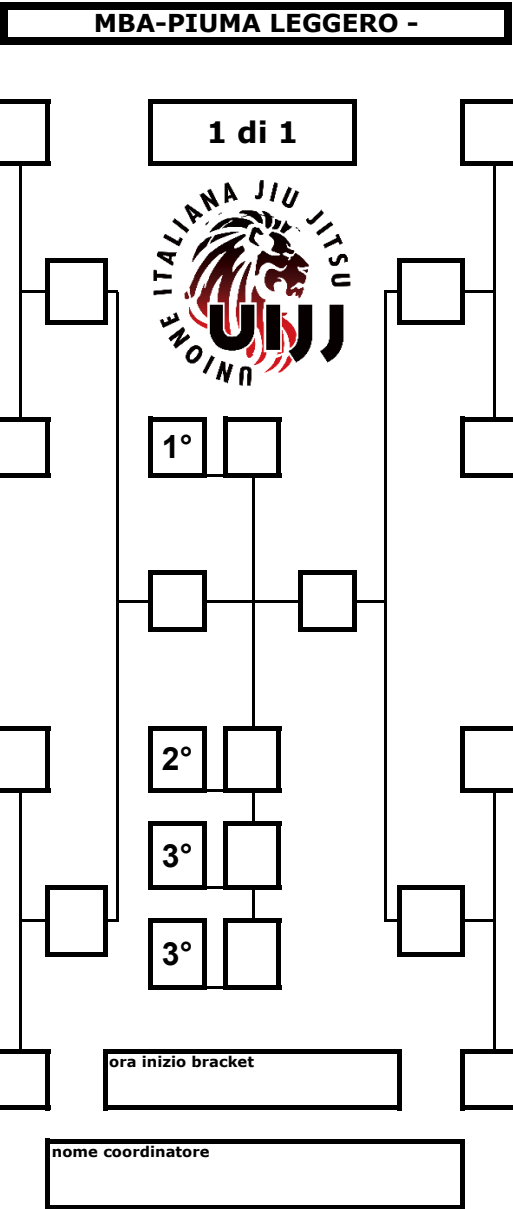 MBA-PIUMA LEGGERO -
1 di 1
UNIONE ITALIANA JIU JITSU
UIJJ
1°
2°
3°
3°
ora inizio bracket
nome coordinatore